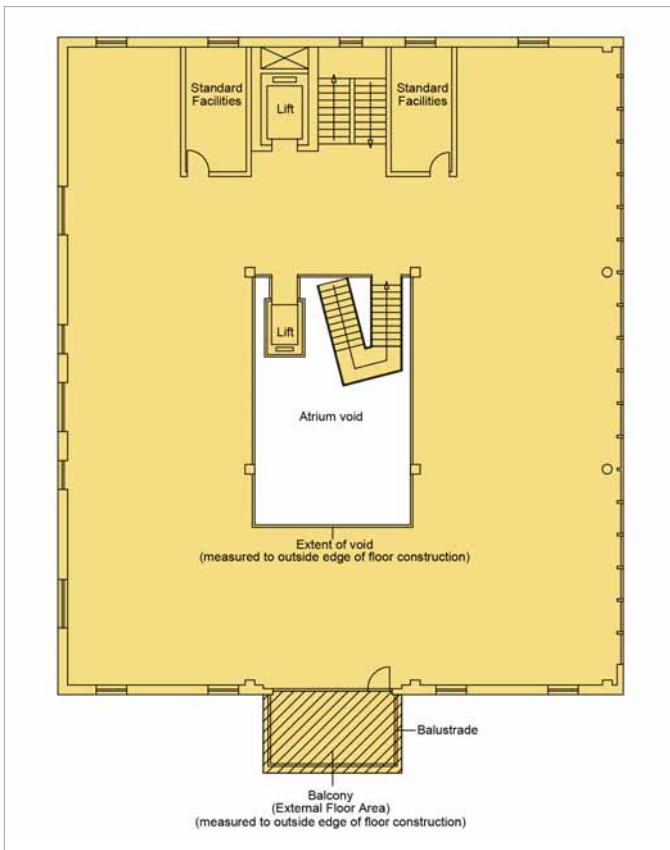 Standard
Facilities
Lift
Standard
Facilities
Lift
Atrium void
Extent of void
(measured to outside edge of floor construction)
Balustrade
Balcony
(External Floor Area)
(measured to outside edge of floor construction)